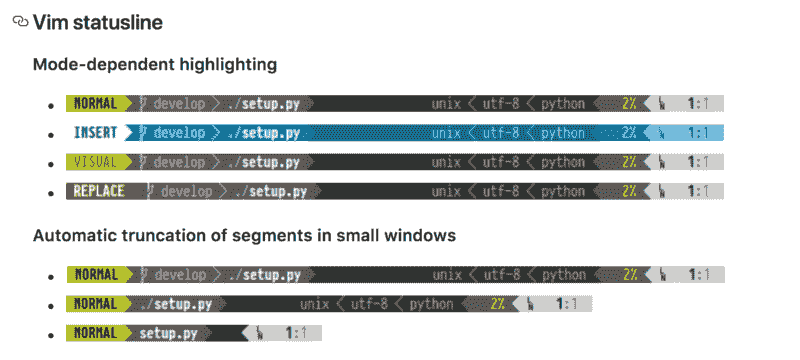 Vim statusline
Mode-dependent highlighting
NORMAL develop ./setup.py unix utf-8 python 2% 1:1
INSERT develop ./setup.py unix utf-8 python 2% 1:1
VISUAL develop ./setup.py unix utf-8 python 2% 1:1
REPLACE develop ./setup.py unix utf-8 python 2% 1:1
Automatic truncation of segments in small windows
NORMAL develop ./setup.py unix utf-8 python 2% 1:1
NORMAL ./setup.py unix utf-8 python 2% 1:1
NORMAL setup.py 1:1